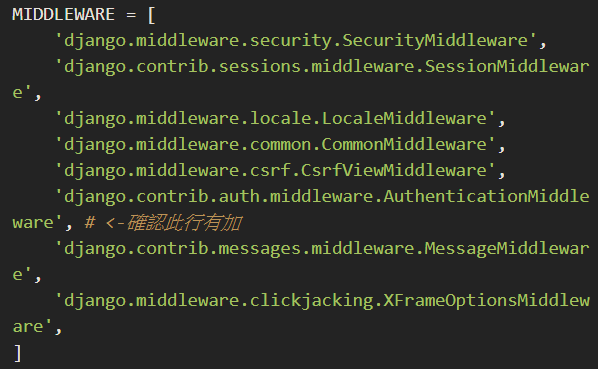 MIDDLEWARE = [
    'django.middleware.security.SecurityMiddleware',
    'django.contrib.sessions.middleware.SessionMiddlewar
e',
    'django.middleware.locale.LocaleMiddleware',
    'django.middleware.common.CommonMiddleware',
    'django.middleware.csrf.CsrfViewMiddleware',
    'django.contrib.auth.middleware.AuthenticationMiddle
ware', # <-確認此行有加
    'django.contrib.messages.middleware.MessageMiddlewar
e',
    'django.middleware.clickjacking.XFrameOptionsMiddlew
are',
]